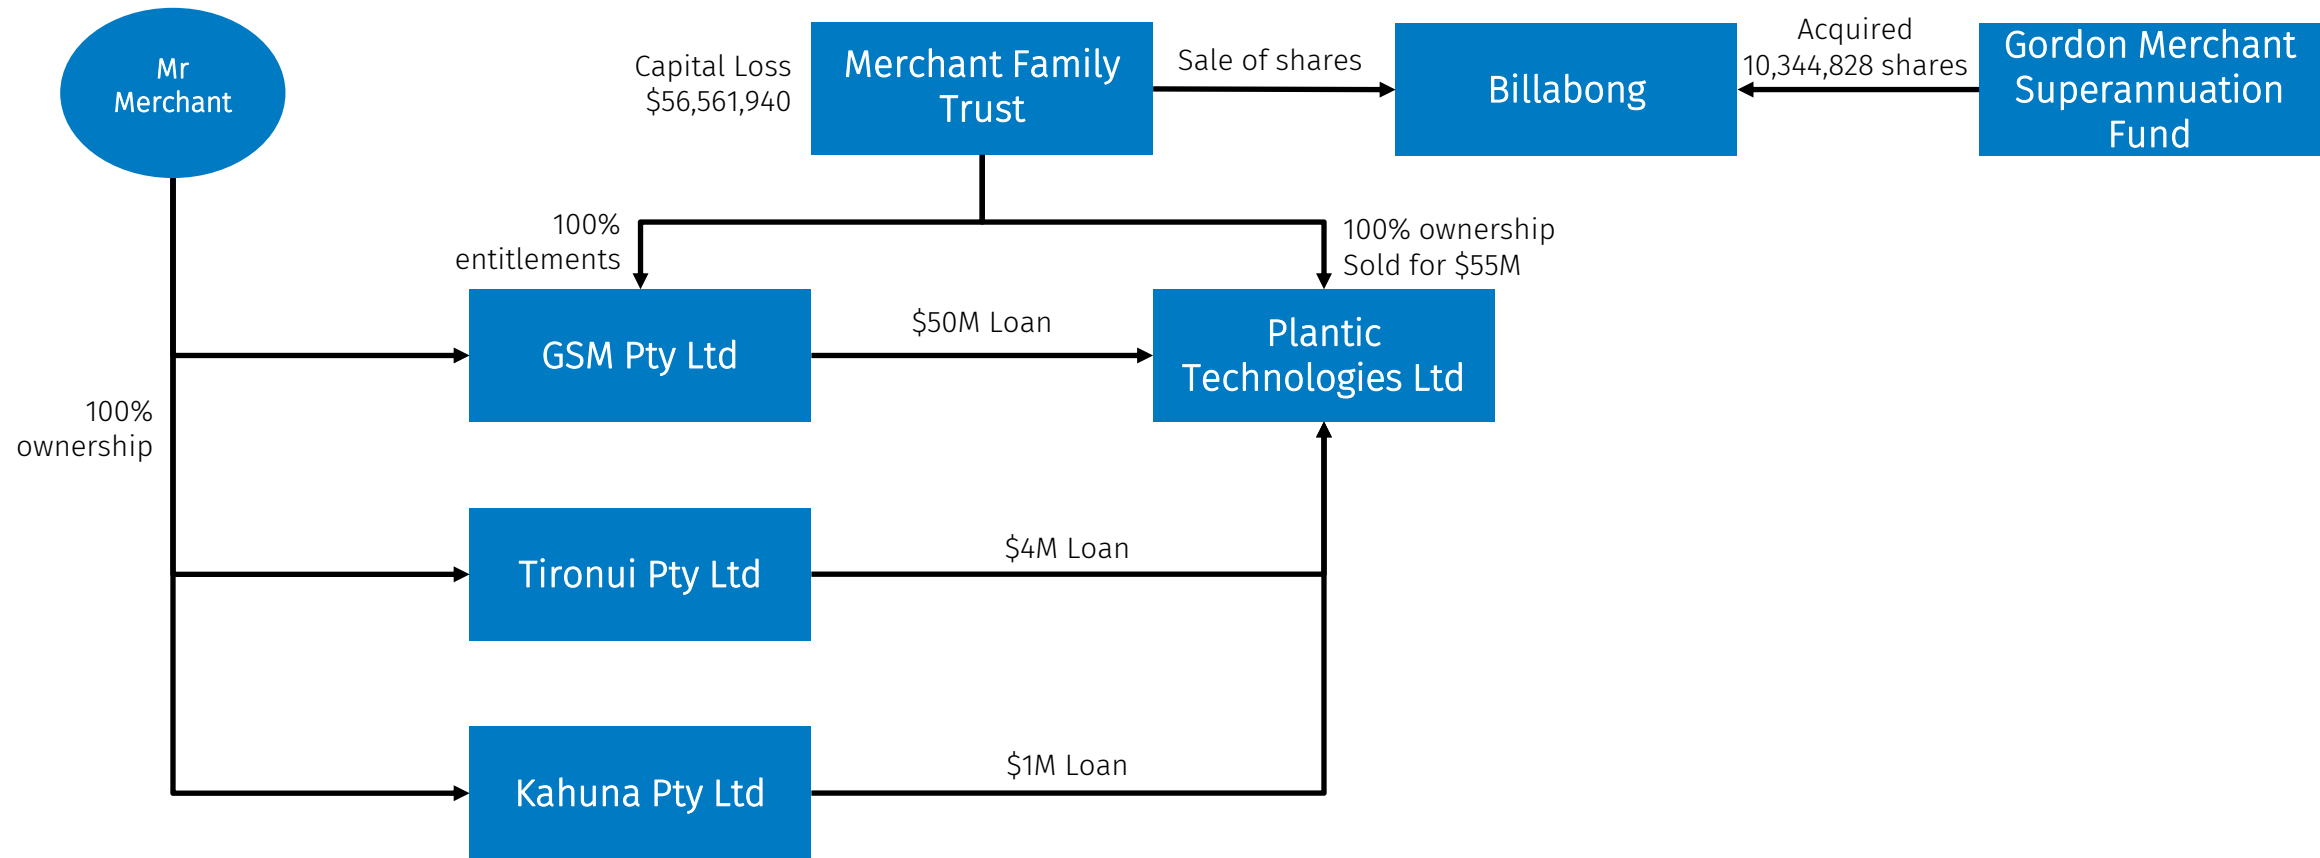 Mr
Merchant
Capital Loss
$56,561,940
Merchant Family
Trust
Sale of shares
Billabong
Acquired
10,344,828 shares
Gordon Merchant
Superannuation
Fund
100%
entitlements
100% ownership
Sold for $55M
GSM Pty Ltd
$50M Loan
Plantic
Technologies Ltd
100%
ownership
Tironui Pty Ltd
$4M Loan
Kahuna Pty Ltd
$1M Loan